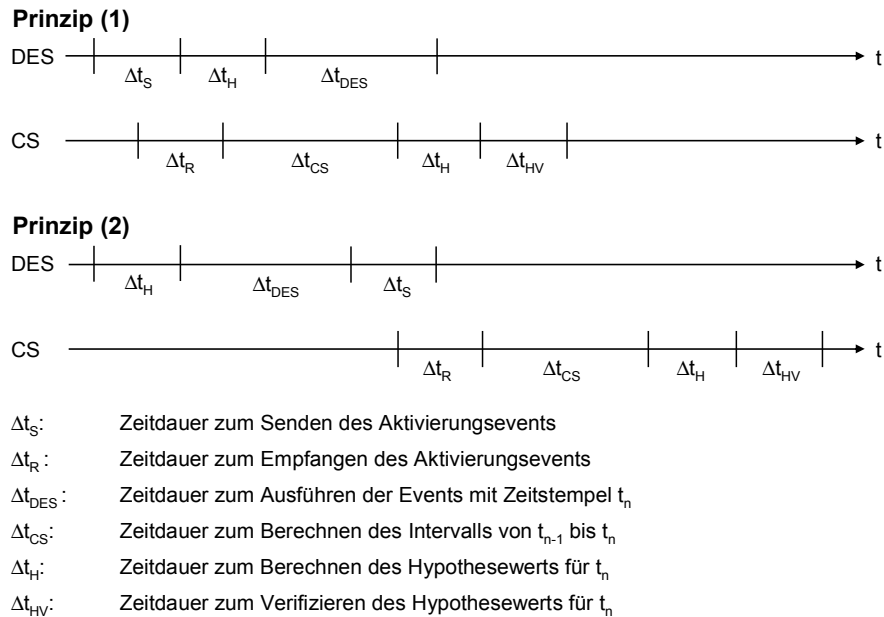 Prinzip (1)
DES t
Δt_S Δt_H Δt_DES
CS t
Δt_R Δt_CS Δt_H Δt_HV
Prinzip (2)
DES t
Δt_H Δt_DES Δt_S
CS t
Δt_R Δt_CS Δt_H Δt_HV
Δt_S: Zeitdauer zum Senden des Aktivierungsevents
Δt_R : Zeitdauer zum Empfangen des Aktivierungsevents
Δt_DES : Zeitdauer zum Ausführen der Events mit Zeitstempel t_n
Δt_CS: Zeitdauer zum Berechnen des Intervalls von t_n-1 bis t_n
Δt_H: Zeitdauer zum Berechnen des Hypothesewerts für t_n
Δt_HV: Zeitdauer zum Verifizieren des Hypothesewerts für t_n